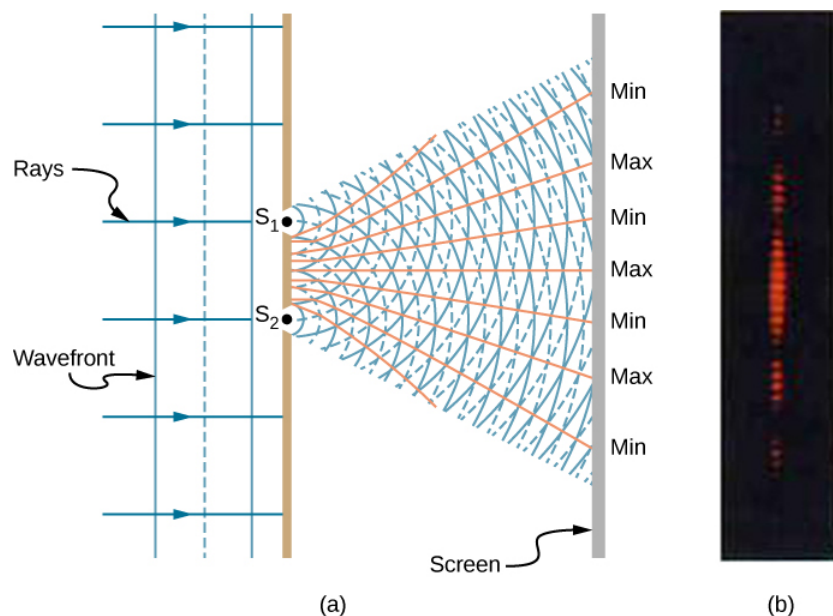 Rays
S₁
S₂
Wavefront
Min
Max
Min
Max
Min
Max
Min
Screen
(a)
(b)